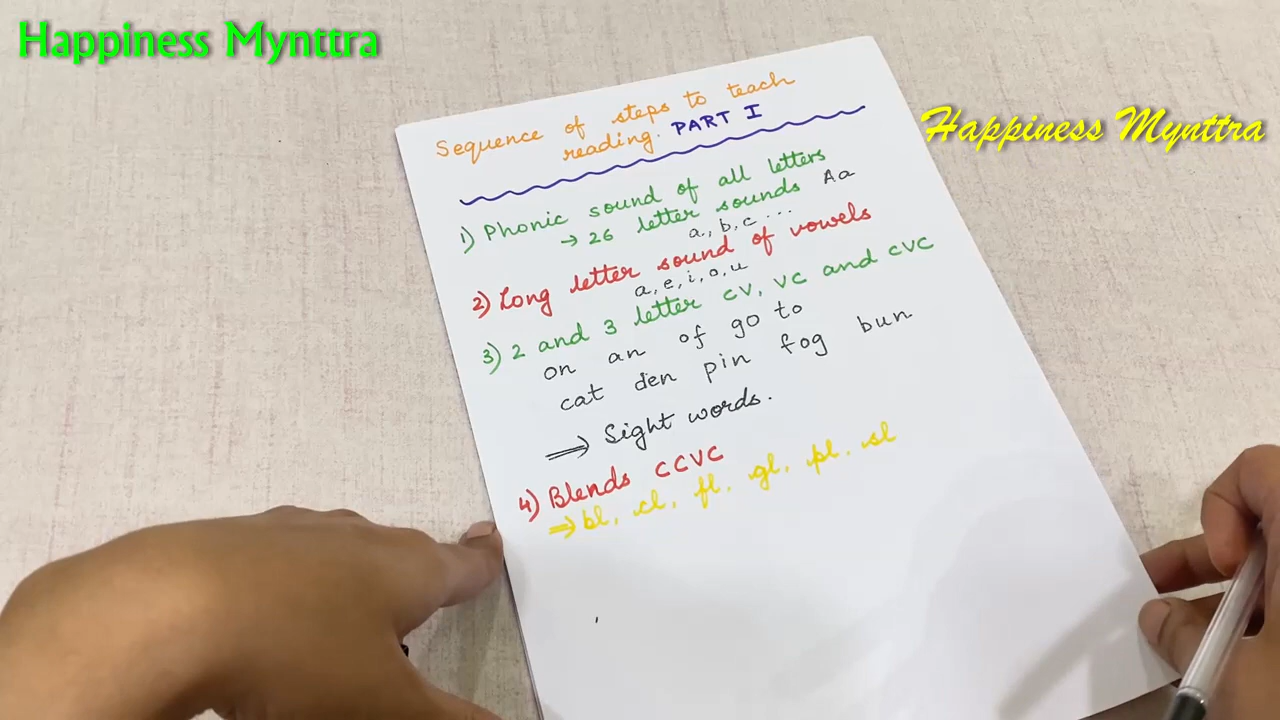 Happiness Mynttra
Happiness Mynttra
Sequence of steps to teach
reading. PART I
1) Phonic sound of all letters
→ 26 letter sounds Aa
a, b, c ...
2) Long letter sound of vowels
a, e, i, o, u
3) 2 and 3 letter CV, VC and CVC
on an of go to
cat den pin fog bun
⇒ Sight words.
4) Blends CCVC
⇒ bl, cl, fl, gl, pl, sl